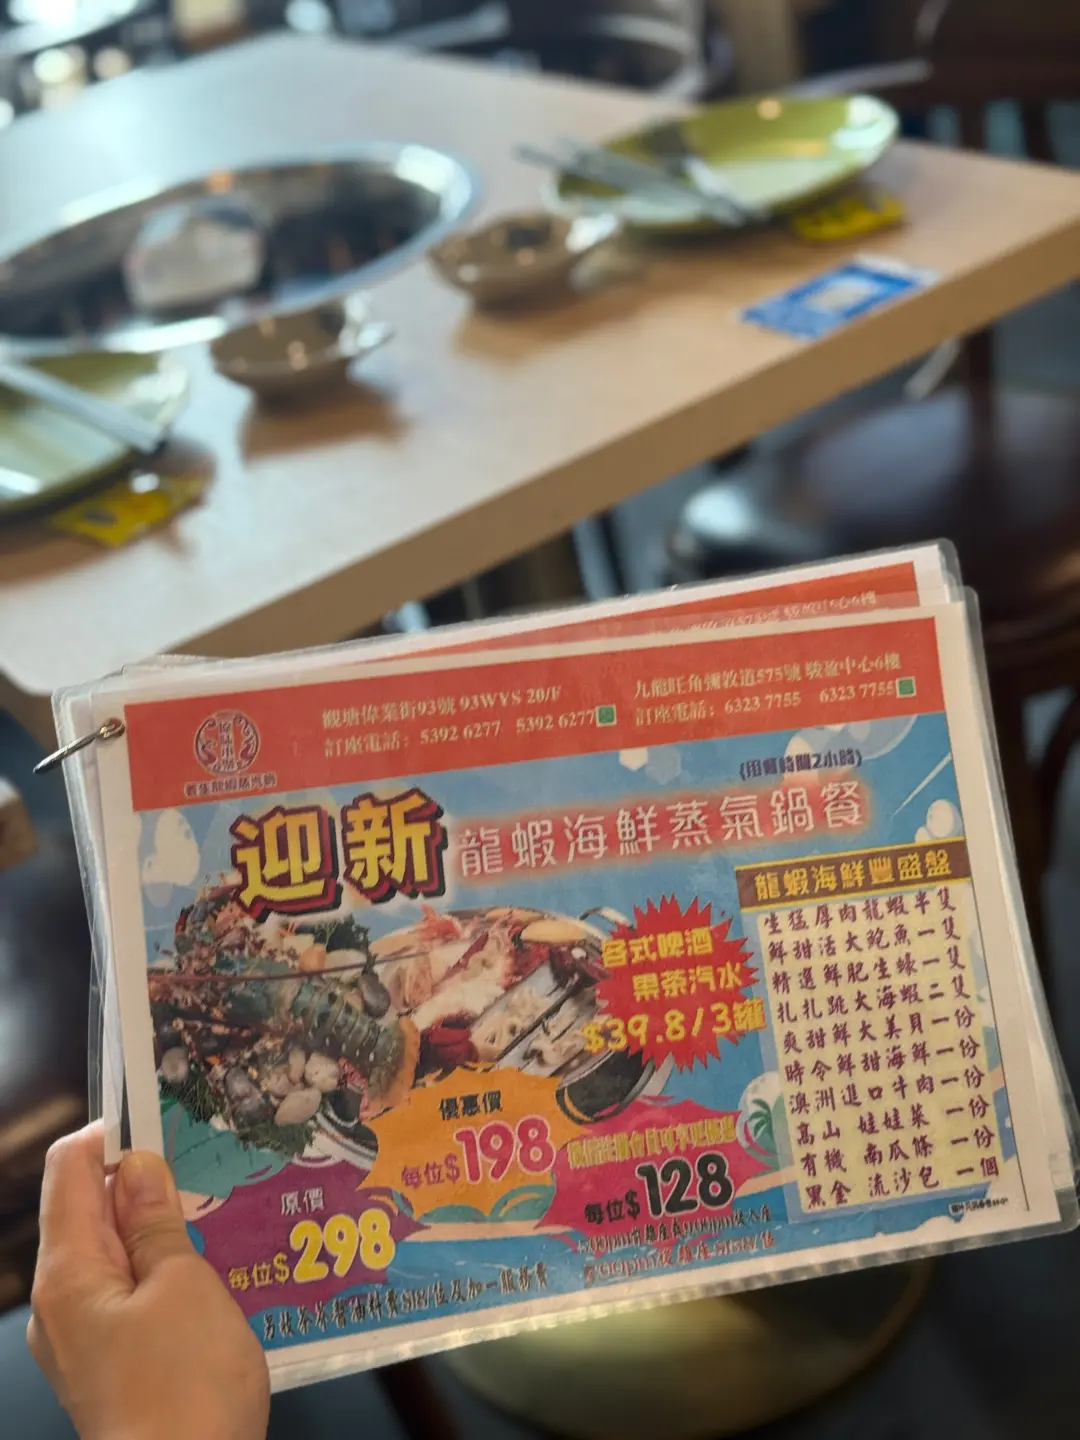 觀塘偉業街93號 93WYS 20/F
訂座電話: 5392 6277 5392 6277
九龍旺角彌敦道575號 駿盈中心6樓
訂座電話: 6323 7755 6323 7755
養生龍蝦蒸汽鍋
(用餐時間2小時)
迎新 龍蝦海鮮蒸氣鍋餐
龍蝦海鮮豐盛盤
生猛厚肉龍蝦半隻
鮮甜活大鮑魚一隻
精選鮮肥生蠔一隻
扎扎跳大海蝦二隻
爽甜鮮大美貝一份
時令鮮甜海鮮一份
澳洲進口牛肉一份
高山 娃娃菜 一份
有機 南瓜條 一份
黑金 流沙包 一個
各式啤酒
果茶汽水
$39.8/3罐
優惠價
每位$198
原價
每位$298
每位$128